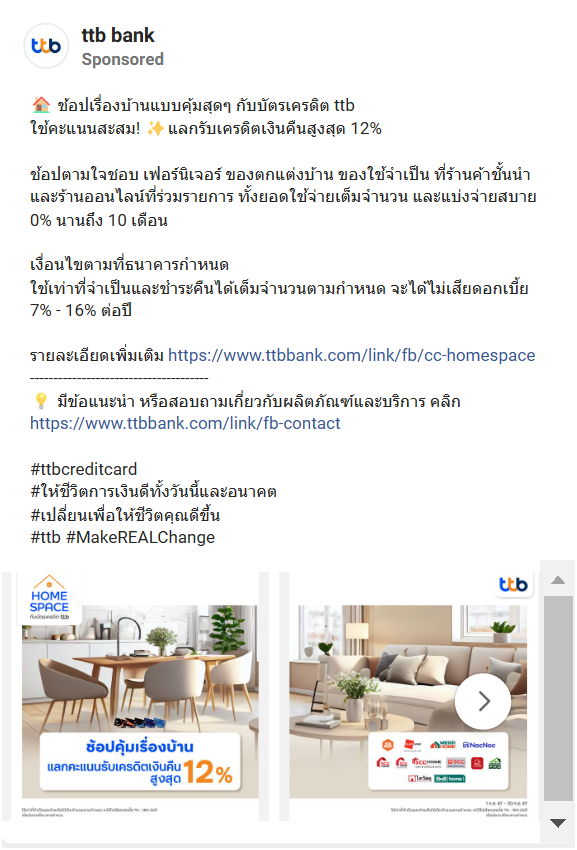 ttb
ttb bank
Sponsored
🏠 ช้อปเรื่องบ้านแบบคุ้มสุดๆ กับบัตรเครดิต ttb
ใช้คะแนนสะสม! ✨ แลกรับเครดิตเงินคืนสูงสุด 12%
ช้อปตามใจชอบ เฟอร์นิเจอร์ ของตกแต่งบ้าน ของใช้จำเป็น ที่ร้านค้าชั้นนำ
และร้านออนไลน์ที่ร่วมรายการ ทั้งยอดใช้จ่ายเต็มจำนวน และแบ่งจ่ายสบาย
0% นานถึง 10 เดือน
เงื่อนไขตามที่ธนาคารกำหนด
ใช้เท่าที่จำเป็นและชำระคืนได้เต็มจำนวนตามกำหนด จะได้ไม่เสียดอกเบี้ย
7% - 16% ต่อปี
รายละเอียดเพิ่มเติม https://www.ttbbank.com/link/fb/cc-homespace
--------------------------------------
💡 มีข้อแนะนำ หรือสอบถามเกี่ยวกับผลิตภัณฑ์และบริการ คลิก
https://www.ttbbank.com/link/fb-contact
#ttbcreditcard
#ให้ชีวิตการเงินดีทั้งวันนี้และอนาคต
#เปลี่ยนเพื่อให้ชีวิตคุณดีขึ้น
#ttb #MakeREALChange
HOME
SPACE
กับบัตรเครดิต ttb
ช้อปคุ้มเรื่องบ้าน
แลกคะแนนรับเครดิตเงินคืน
สูงสุด 12%
ttb
MEGA HOME NocNoc
SCG HOME SCG
ไทวัสดุ BnB home
1 ก.ค. 67 - 30 ก.ย. 67